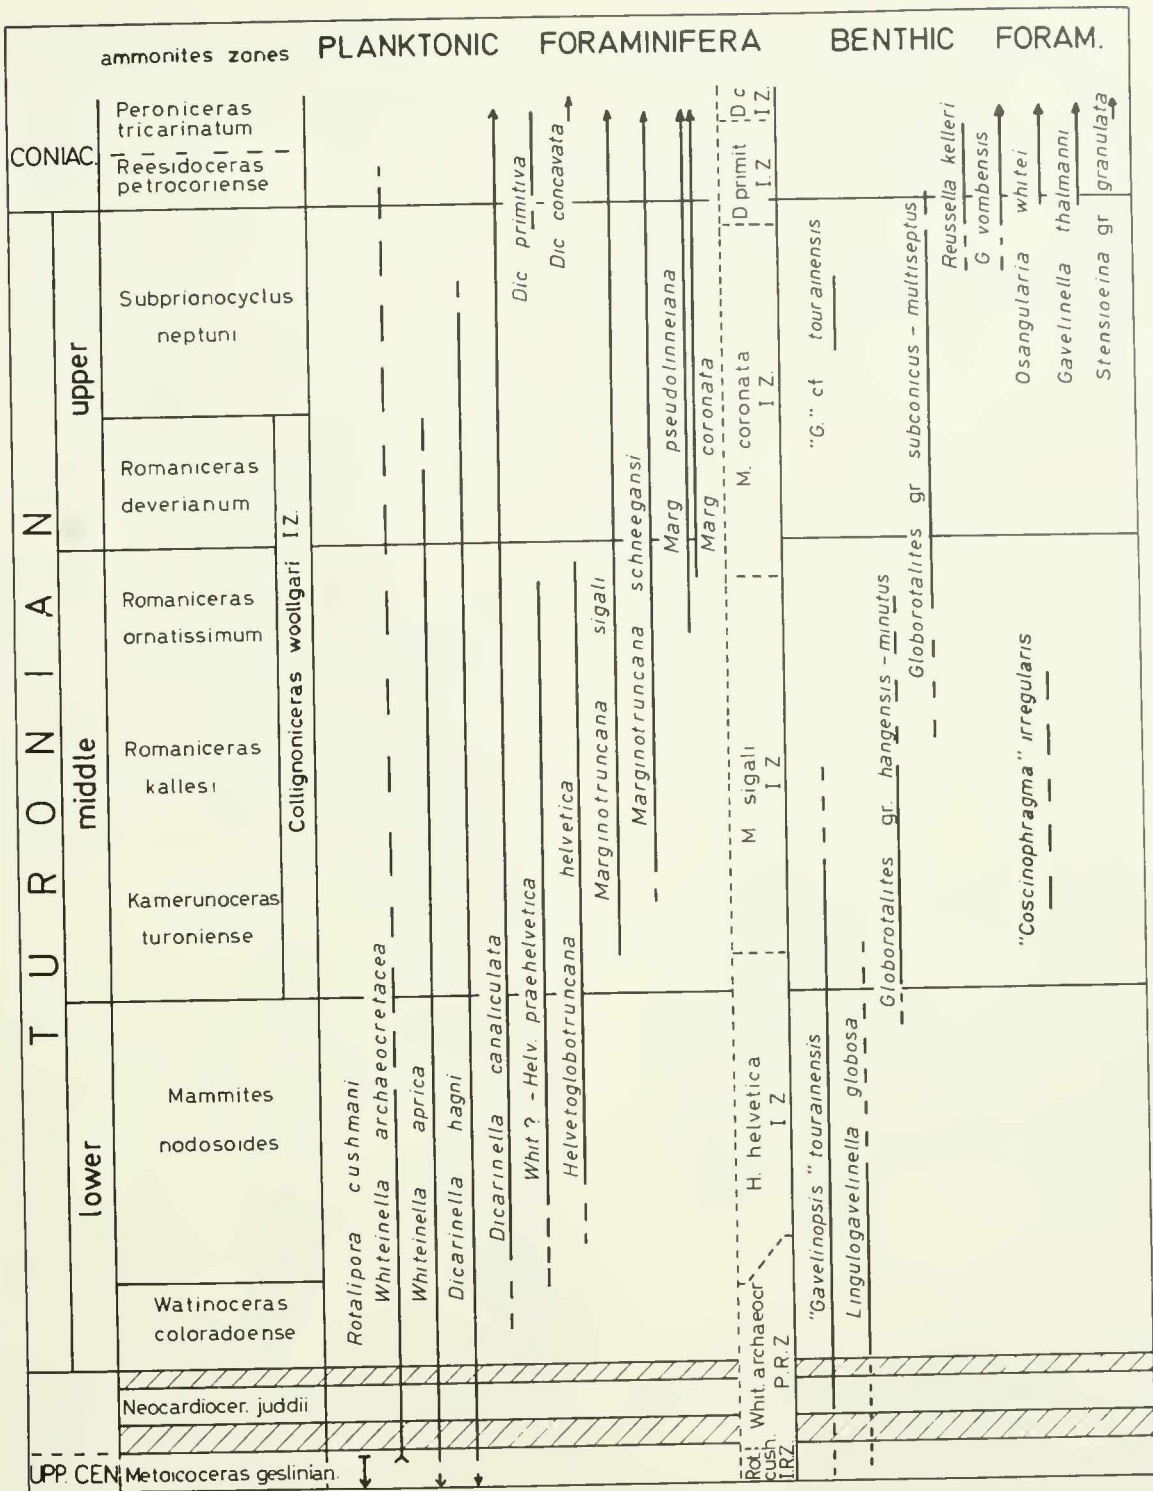 ammonites zones
PLANKTONIC FORAMINIFERA
BENTHIC FORAM.
CONIAC.
TURONIAN
upper
middle
lower
UPP. CEN
Peroniceras
tricarinatum
Reesidoceras
petrocoriense
Subprionocyclus
neptuni
Romaniceras
deverianum
Romaniceras
ornatissimum
Romaniceras
kallesi
Kamerunoceras
turoniense
Mammites
nodosoides
Watinoceras
coloradoense
Neocardiocer. juddii
Metoicoceras geslinian.
Collignoniceras woollgari I Z.
Rotalipora cushmani
Whiteinella archaeocretacea
Whiteinella aprica
Dicarinella hagni
Dicarinella canaliculata
Whit ? - Helv. praehelvetica
Helvetoglobotruncana helvetica
Marginotruncana sigali
Marginotruncana schneegansi
Marg pseudolinneiana
Marg coronata
Dic primitiva
Dic concavata
D c
I Z.
D primit
I Z
M. coronata
I Z.
M sigali
I Z
H. helvetica
I Z
Whit. archaeocr
P. R. Z
Rot.
cush.
I.R.Z
"Gavelinopsis" tourainensis
Lingulogavelinella globosa
Globorotalites gr. hangensis - minutus
Globorotalites gr subconicus - multiseptus
"G." cf tourainensis
"Coscinophragma" irregularis
Reussella kelleri
G vombensis
Osangularia whitei
Gavelinella thalmanni
Stensioeina gr granulata